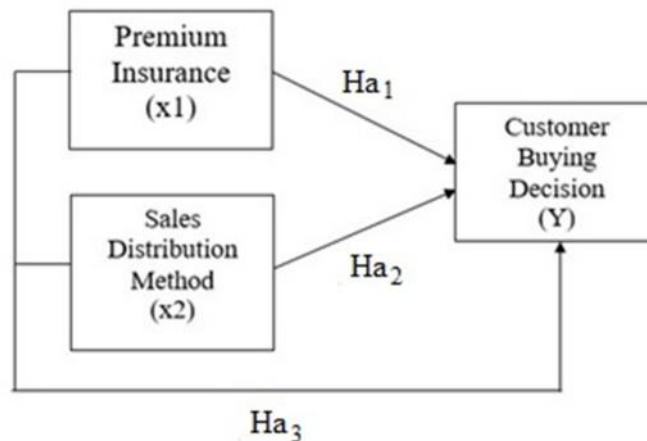 Premium
Insurance
(x1)
Ha₁
Customer
Buying
Decision
(Y)
Sales
Distribution
Method
(x2)
Ha₂
Ha₃